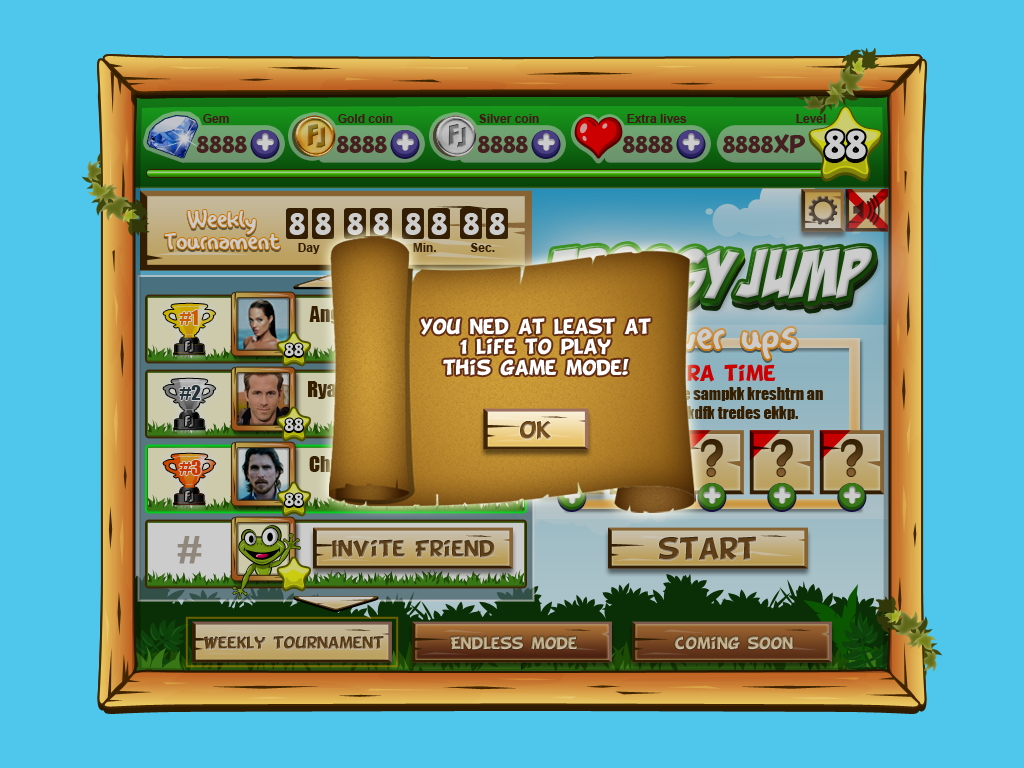 Gem
Gold coin
Silver coin
Extra lives
Level
8888
FJ
8888
FJ
8888
8888
8888XP
88
Weekly
Tournament
88 88 88 88
Day
Min.
Sec.
JUMP
#1
88
#2
88
#3
88
YOU NED AT LEAST AT
1 LiFE TO PLAY
THiS GAME MODE!
OK
ups
TiME
sampkk kreshtrn an
tredes ekkp.
?
?
?
#
INViTE FRiEND
START
WEEKLY TOURNAMENT
ENDLESS MODE
COMiNG SOON